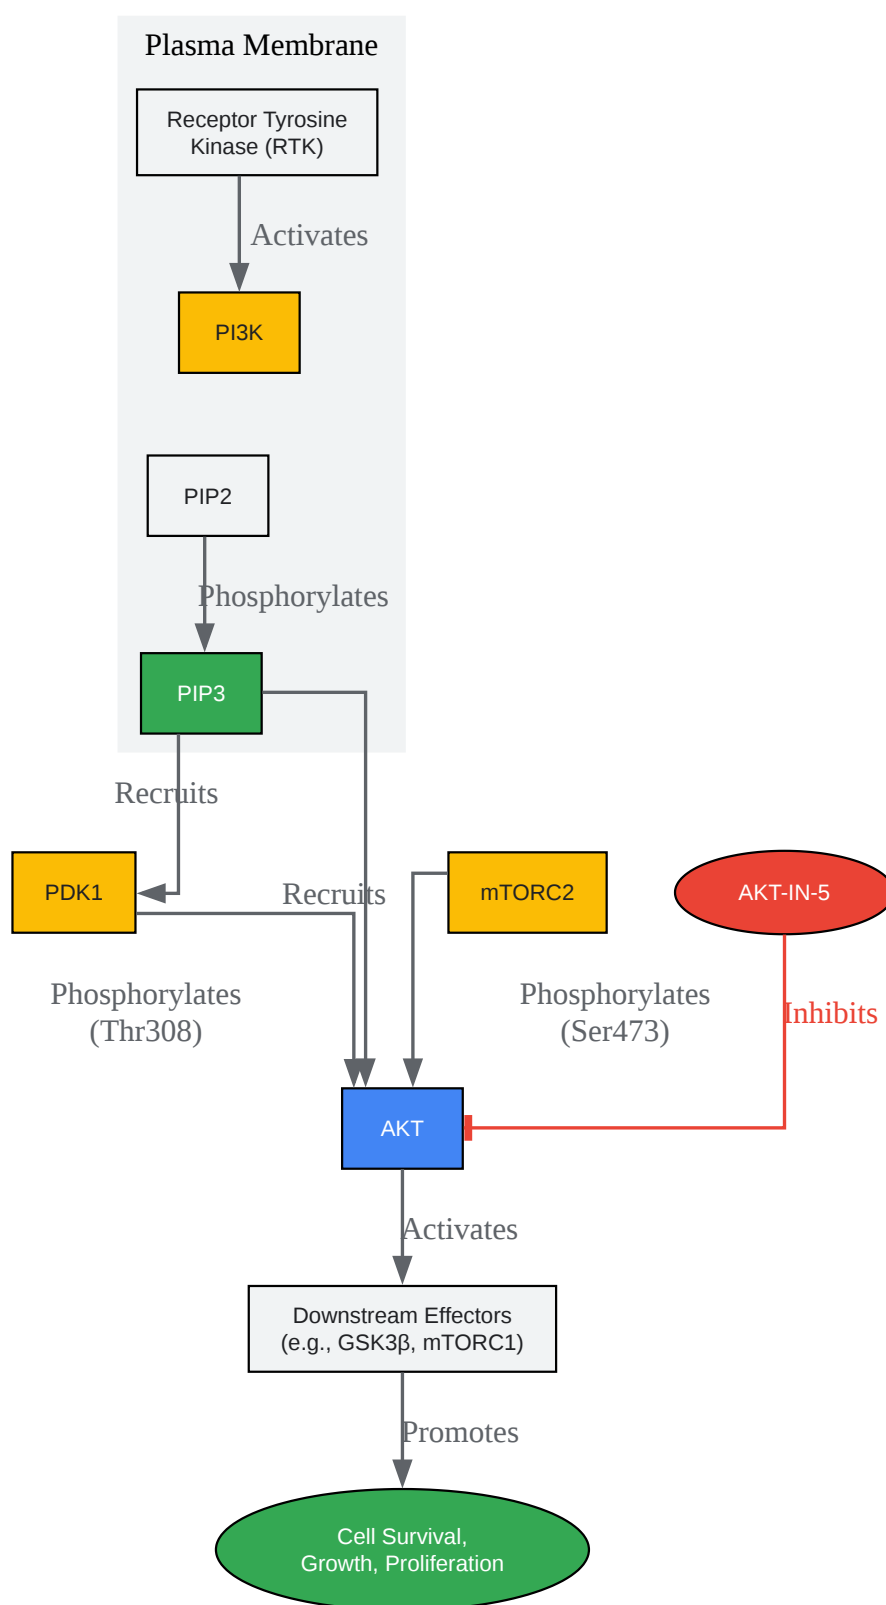 Plasma Membrane
Receptor Tyrosine
Kinase (RTK)
Activates
PI3K
PIP2
Phosphorylates
PIP3
Recruits
PDK1
Recruits
mTORC2
AKT-IN-5
Phosphorylates
(Thr308)
Phosphorylates
(Ser473)
Inhibits
AKT
Activates
Downstream Effectors
(e.g., GSK3β, mTORC1)
Promotes
Cell Survival,
Growth, Proliferation